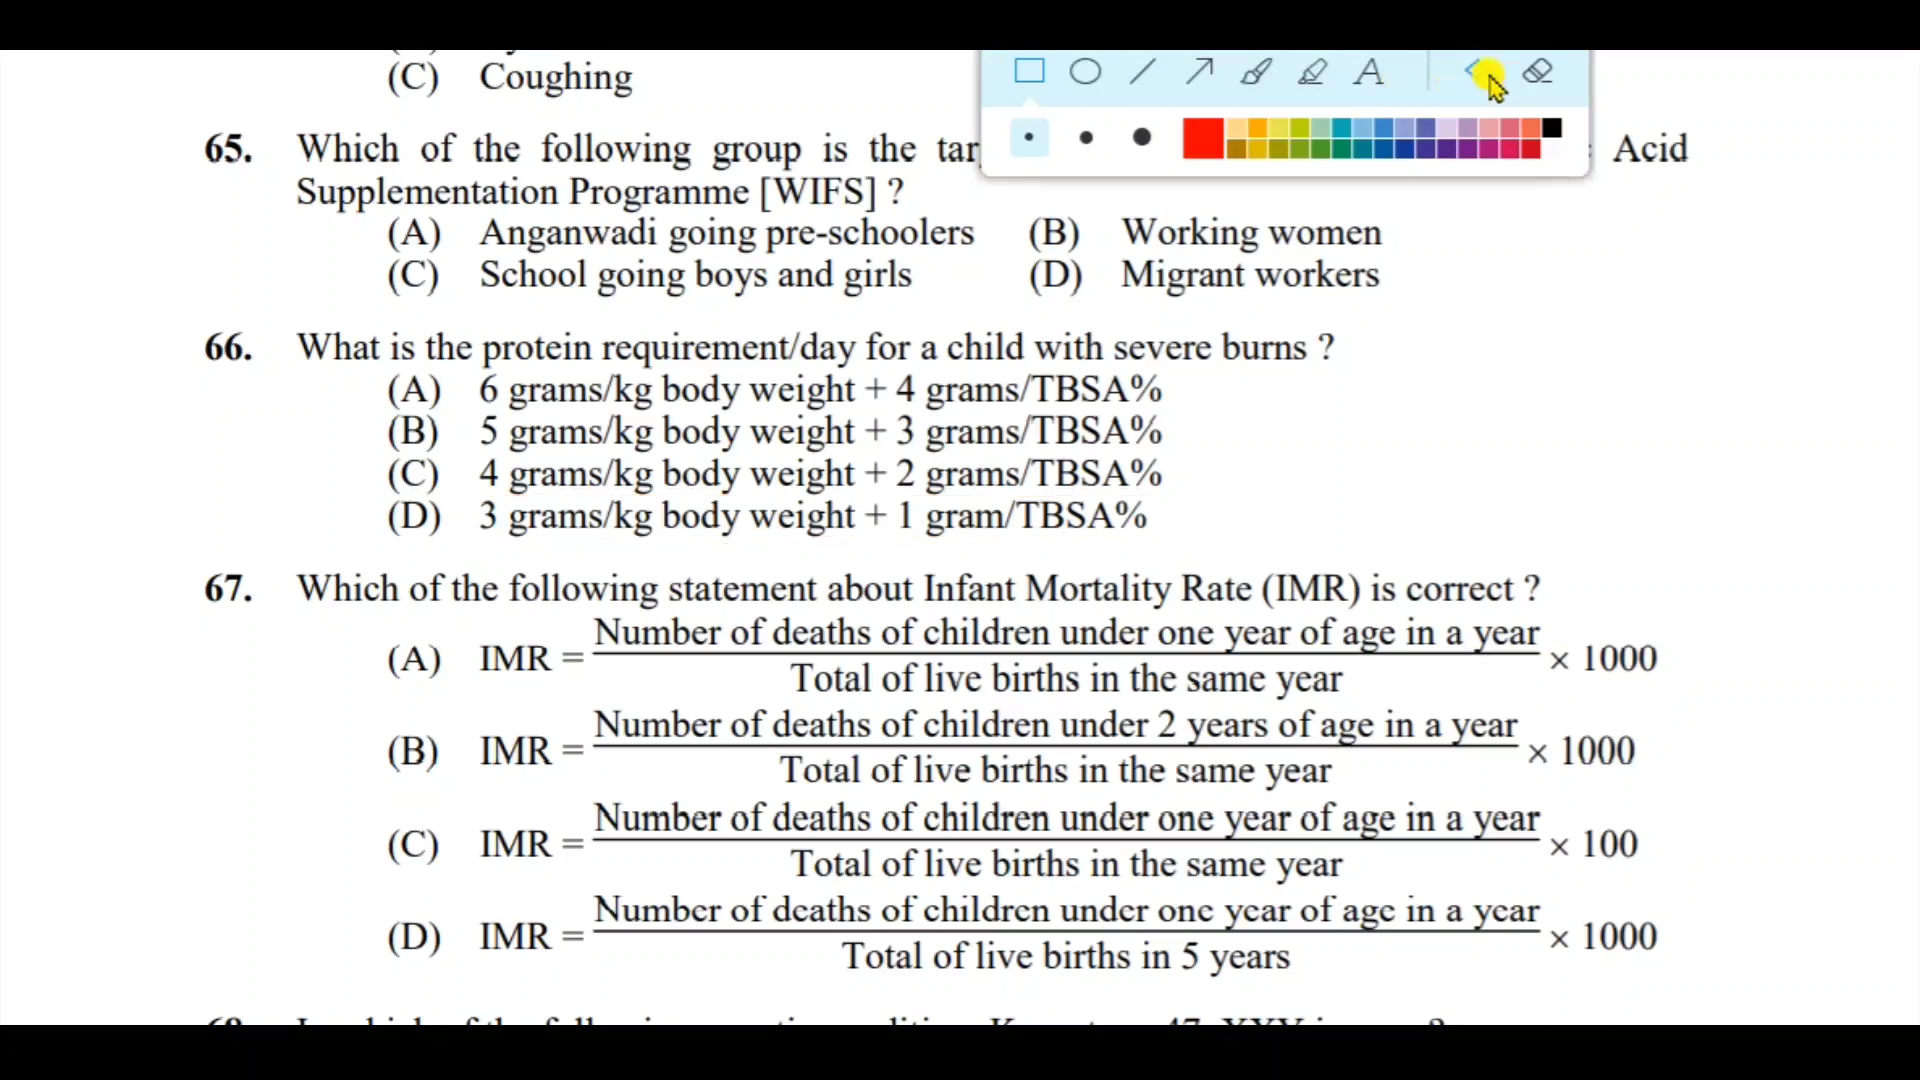 (C) Coughing
65. Which of the following group is the tar Acid
Supplementation Programme [WIFS] ?
(A) Anganwadi going pre-schoolers (B) Working women
(C) School going boys and girls (D) Migrant workers
66. What is the protein requirement/day for a child with severe burns ?
(A) 6 grams/kg body weight + 4 grams/TBSA%
(B) 5 grams/kg body weight + 3 grams/TBSA%
(C) 4 grams/kg body weight + 2 grams/TBSA%
(D) 3 grams/kg body weight + 1 gram/TBSA%
67. Which of the following statement about Infant Mortality Rate (IMR) is correct ?
Number of deaths of children under one year of age in a year
(A) IMR = × 1000
Total of live births in the same year
Number of deaths of children under 2 years of age in a year
(B) IMR = × 1000
Total of live births in the same year
Number of deaths of children under one year of age in a year
(C) IMR = × 100
Total of live births in the same year
Number of deaths of children under one year of age in a year
(D) IMR = × 1000
Total of live births in 5 years